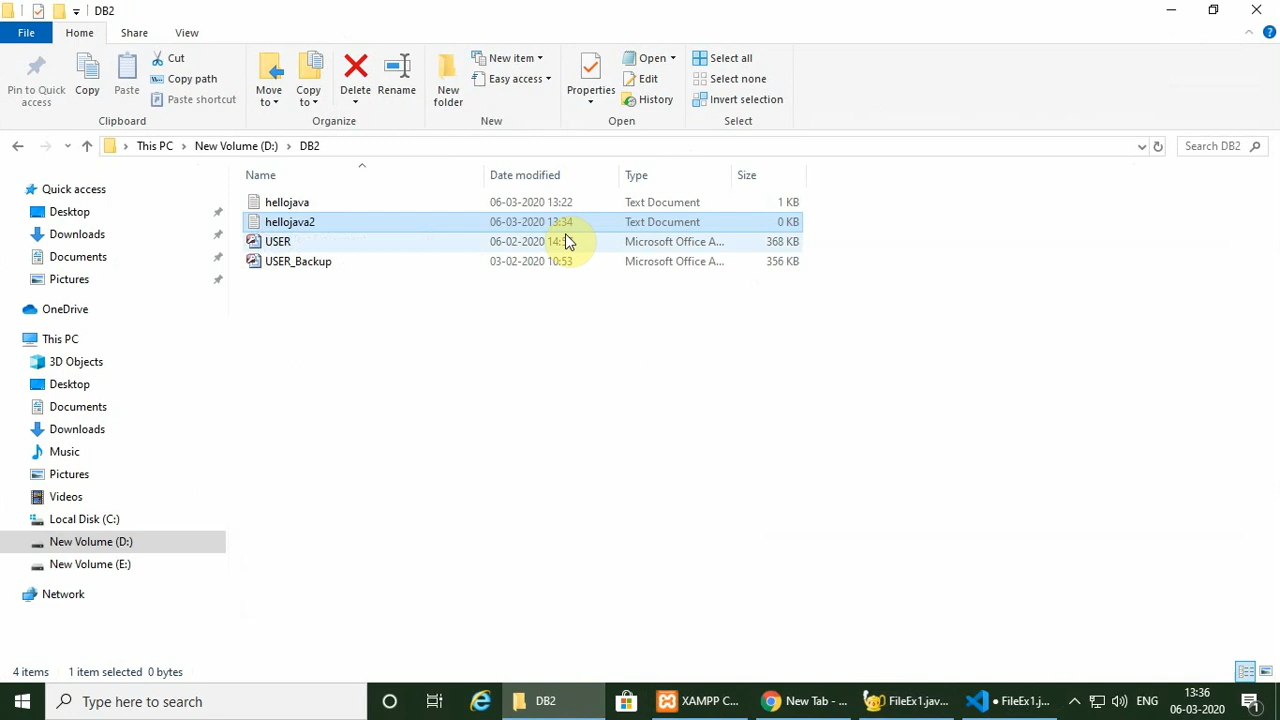 DB2
File Home Share View
Pin to Quick access
Copy
Paste
Cut
Copy path
Paste shortcut
Clipboard
Move to
Copy to
Delete
Rename
Organize
New folder
New item
Easy access
New
Properties
Open
Edit
History
Open
Select all
Select none
Invert selection
Select
This PC New Volume (D:) DB2
Search DB2
Name Date modified Type Size
hellojava 06-03-2020 13:22 Text Document 1 KB
hellojava2 06-03-2020 13:34 Text Document 0 KB
USER 06-02-2020 Microsoft Office A... 368 KB
USER_Backup 03-02-2020 10:53 Microsoft Office A... 356 KB
Quick access
Desktop
Downloads
Documents
Pictures
OneDrive
This PC
3D Objects
Desktop
Documents
Downloads
Music
Pictures
Videos
Local Disk (C:)
New Volume (D:)
New Volume (E:)
Network
4 items 1 item selected 0 bytes
Type here to search
DB2
XAMPP C...
New Tab - ...
FileEx1.jav...
● FileEx1.j...
ENG
13:36
06-03-2020
1